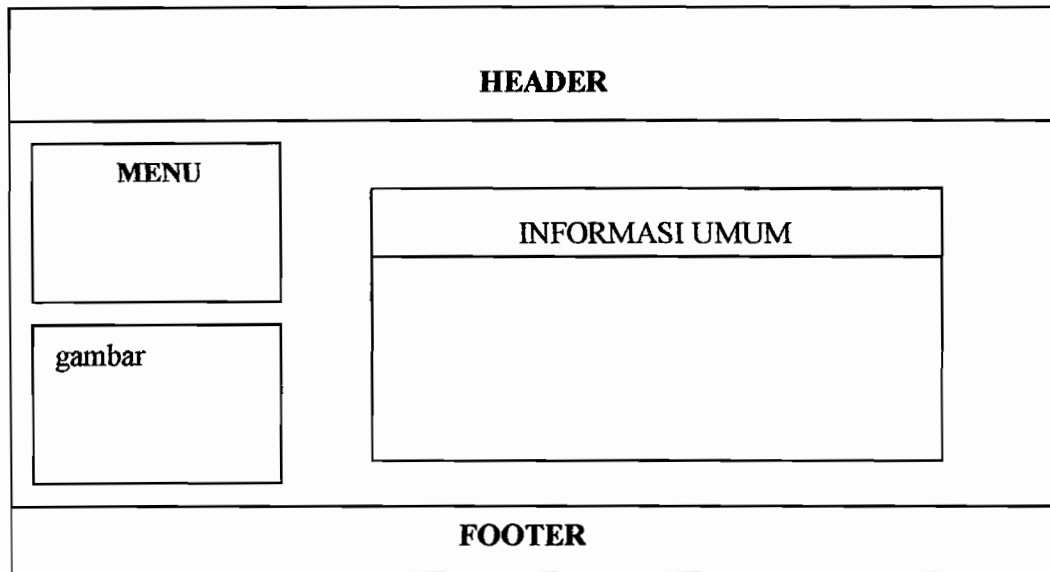 HEADER
MENU
INFORMASI UMUM
gambar
FOOTER